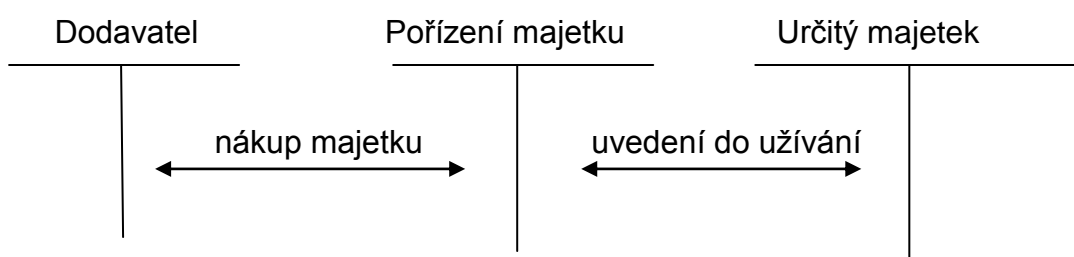 Dodavatel Pořízení majetku Určitý majetek
nákup majetku uvedení do užívání